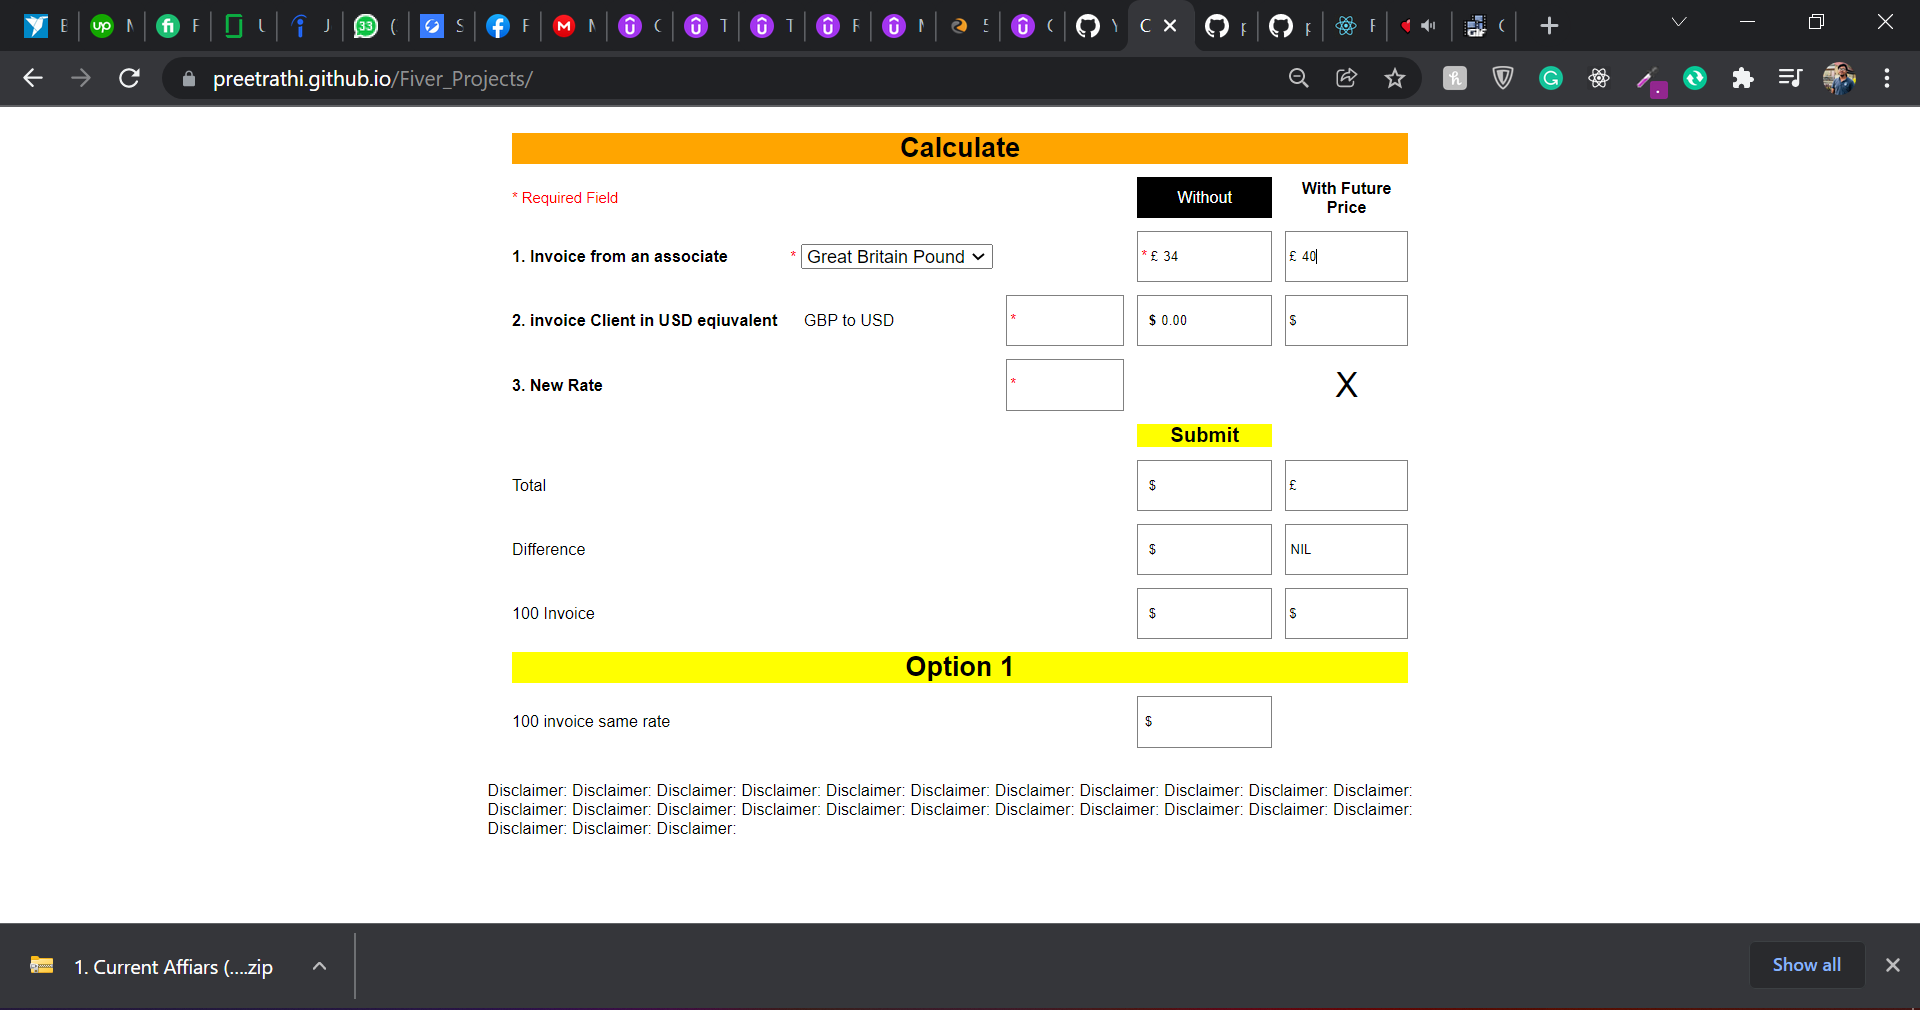 preetrathi.github.io/Fiver_Projects/
Calculate
* Required Field
Without
With Future
Price
1. Invoice from an associate
* Great Britain Pound
* £ 34
£ 40
2. invoice Client in USD eqiuvalent
GBP to USD
*
$ 0.00
$
3. New Rate
*
X
Submit
Total
$
£
Difference
$
NIL
100 Invoice
$
$
Option 1
100 invoice same rate
$
Disclaimer: Disclaimer: Disclaimer: Disclaimer: Disclaimer: Disclaimer: Disclaimer: Disclaimer: Disclaimer: Disclaimer: Disclaimer:
Disclaimer: Disclaimer: Disclaimer: Disclaimer: Disclaimer: Disclaimer: Disclaimer: Disclaimer: Disclaimer: Disclaimer: Disclaimer:
Disclaimer: Disclaimer: Disclaimer:
1. Current Affiars (....zip
Show all